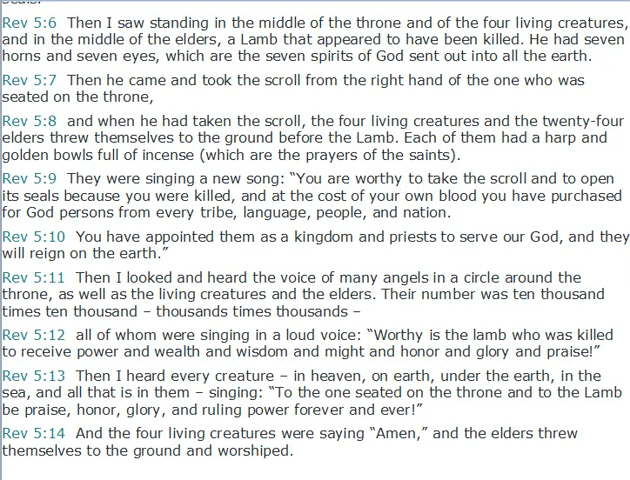 seals.
Rev 5:6 Then I saw standing in the middle of the throne and of the four living creatures,
and in the middle of the elders, a Lamb that appeared to have been killed. He had seven
horns and seven eyes, which are the seven spirits of God sent out into all the earth.
Rev 5:7 Then he came and took the scroll from the right hand of the one who was
seated on the throne,
Rev 5:8 and when he had taken the scroll, the four living creatures and the twenty-four
elders threw themselves to the ground before the Lamb. Each of them had a harp and
golden bowls full of incense (which are the prayers of the saints).
Rev 5:9 They were singing a new song: “You are worthy to take the scroll and to open
its seals because you were killed, and at the cost of your own blood you have purchased
for God persons from every tribe, language, people, and nation.
Rev 5:10 You have appointed them as a kingdom and priests to serve our God, and they
will reign on the earth.”
Rev 5:11 Then I looked and heard the voice of many angels in a circle around the
throne, as well as the living creatures and the elders. Their number was ten thousand
times ten thousand – thousands times thousands –
Rev 5:12 all of whom were singing in a loud voice: “Worthy is the lamb who was killed
to receive power and wealth and wisdom and might and honor and glory and praise!”
Rev 5:13 Then I heard every creature – in heaven, on earth, under the earth, in the
sea, and all that is in them – singing: “To the one seated on the throne and to the Lamb
be praise, honor, glory, and ruling power forever and ever!”
Rev 5:14 And the four living creatures were saying “Amen,” and the elders threw
themselves to the ground and worshiped.